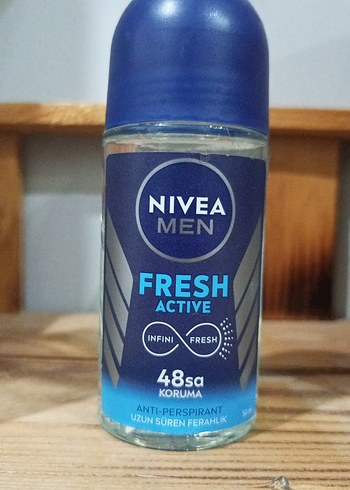 NIVEA
MEN
FRESH
ACTIVE
INFINI FRESH
48sa
KORUMA
ANTI-PERSPIRANT
UZUN SÜREN FERAHLIK